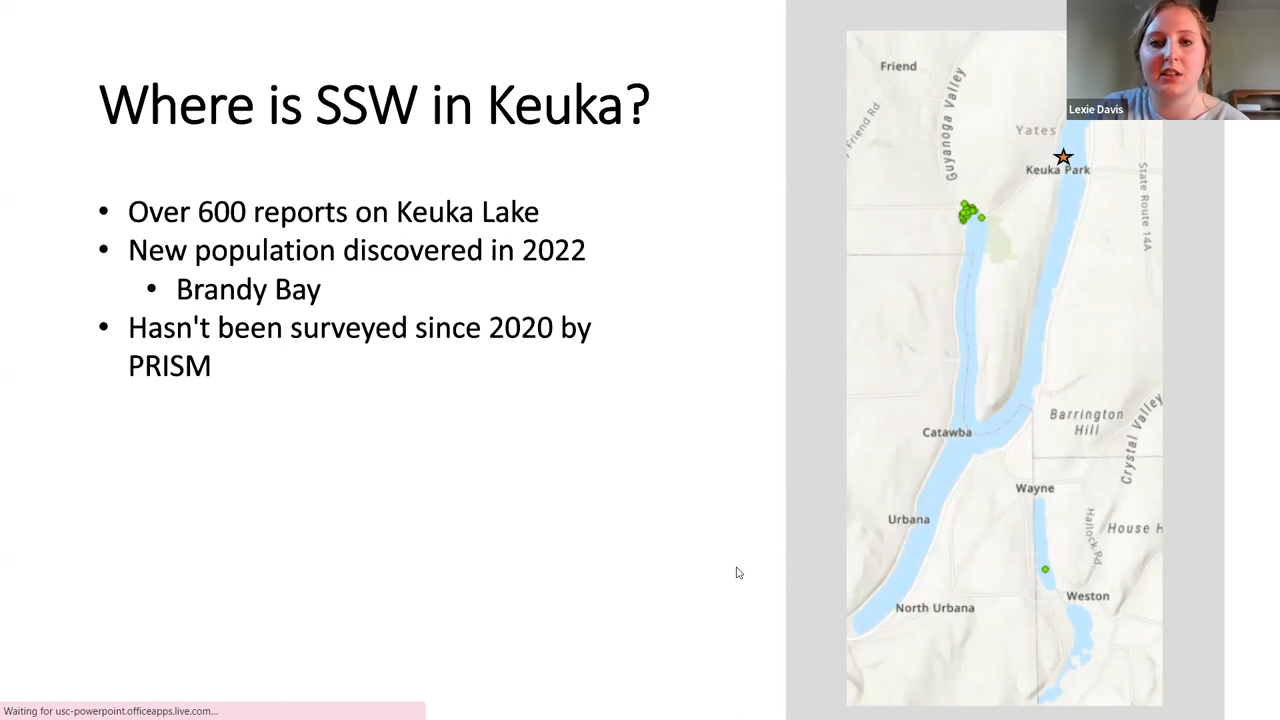 Where is SSW in Keuka?
• Over 600 reports on Keuka Lake
• New population discovered in 2022
• Brandy Bay
• Hasn't been surveyed since 2020 by
PRISM
Friend
Guyanoga Valley
y Friend Rd
Yates
Keuka Park
State Route 14A
Lexie Davis
Barrington
Hill
Crystal Valley
Catawba
Wayne
Urbana
Hallock Rd
House H
Weston
North Urbana
Waiting for usc-powerpoint.officeapps.live.com...